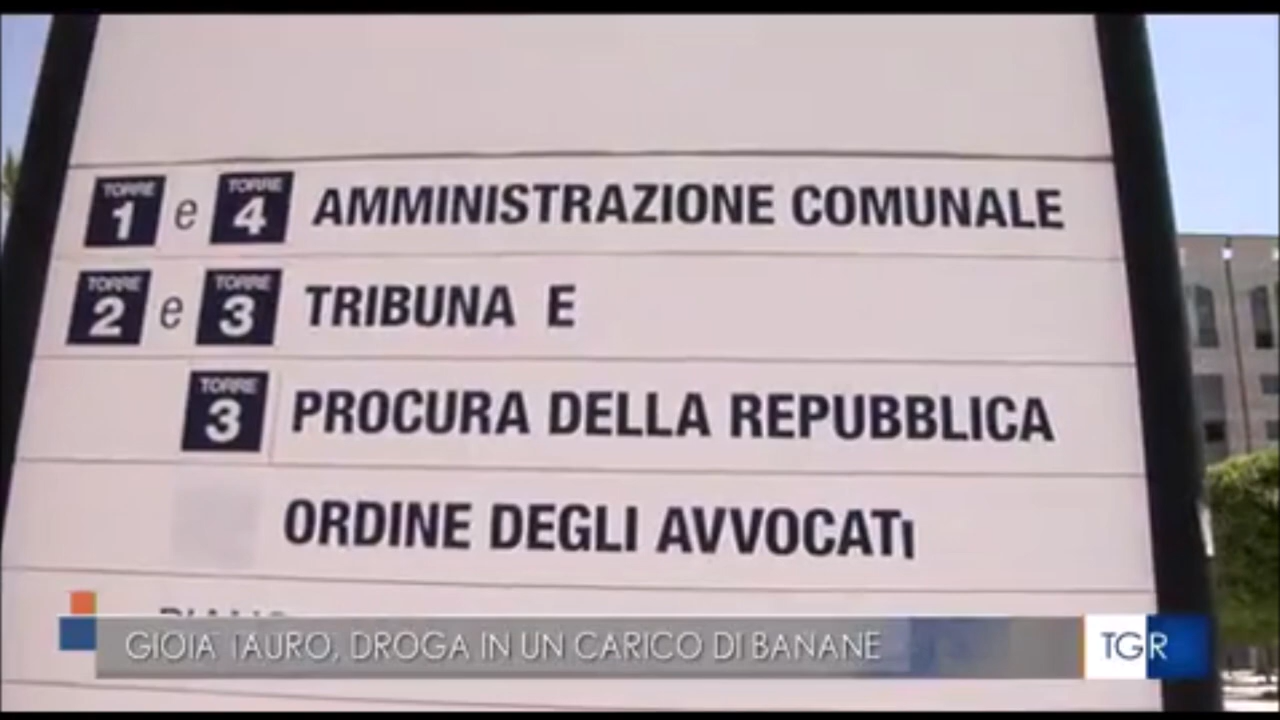 TORRE 1 e TORRE 4 AMMINISTRAZIONE COMUNALE
TORRE 2 e TORRE 3 TRIBUNA E
TORRE 3 PROCURA DELLA REPUBBLICA
ORDINE DEGLI AVVOCATI
GIOIA TAURO, DROGA IN UN CARICO DI BANANE
TGR